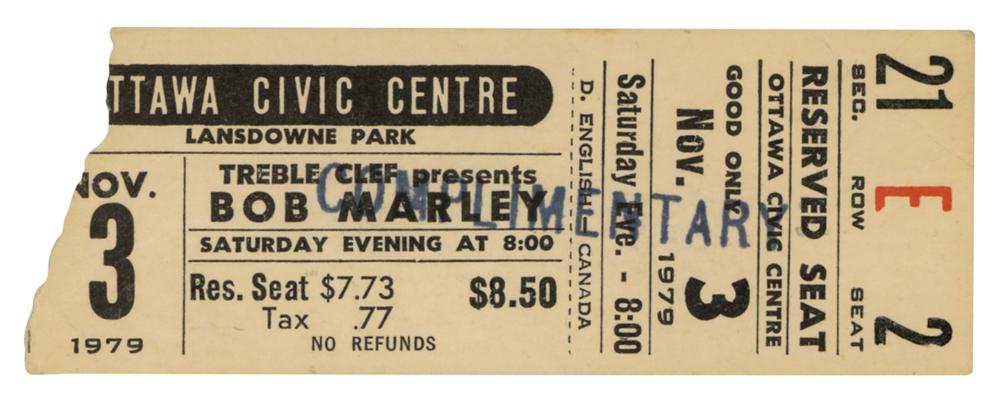 TTAWA CIVIC CENTRE
LANSDOWNE PARK
NOV.
3
1979
TREBLE CLEF presents
BOB MARLEY
SATURDAY EVENING AT 8:00
Res. Seat $7.73
Tax .77
$8.50
NO REFUNDS
COMPLIMENTARY
D. ENGLISH CANADA
Saturday Eve. - 8:00
Nov. 3
1979
GOOD ONLY
OTTAWA CIVIC CENTRE
RESERVED SEAT
SEC. ROW SEAT
21 E 2